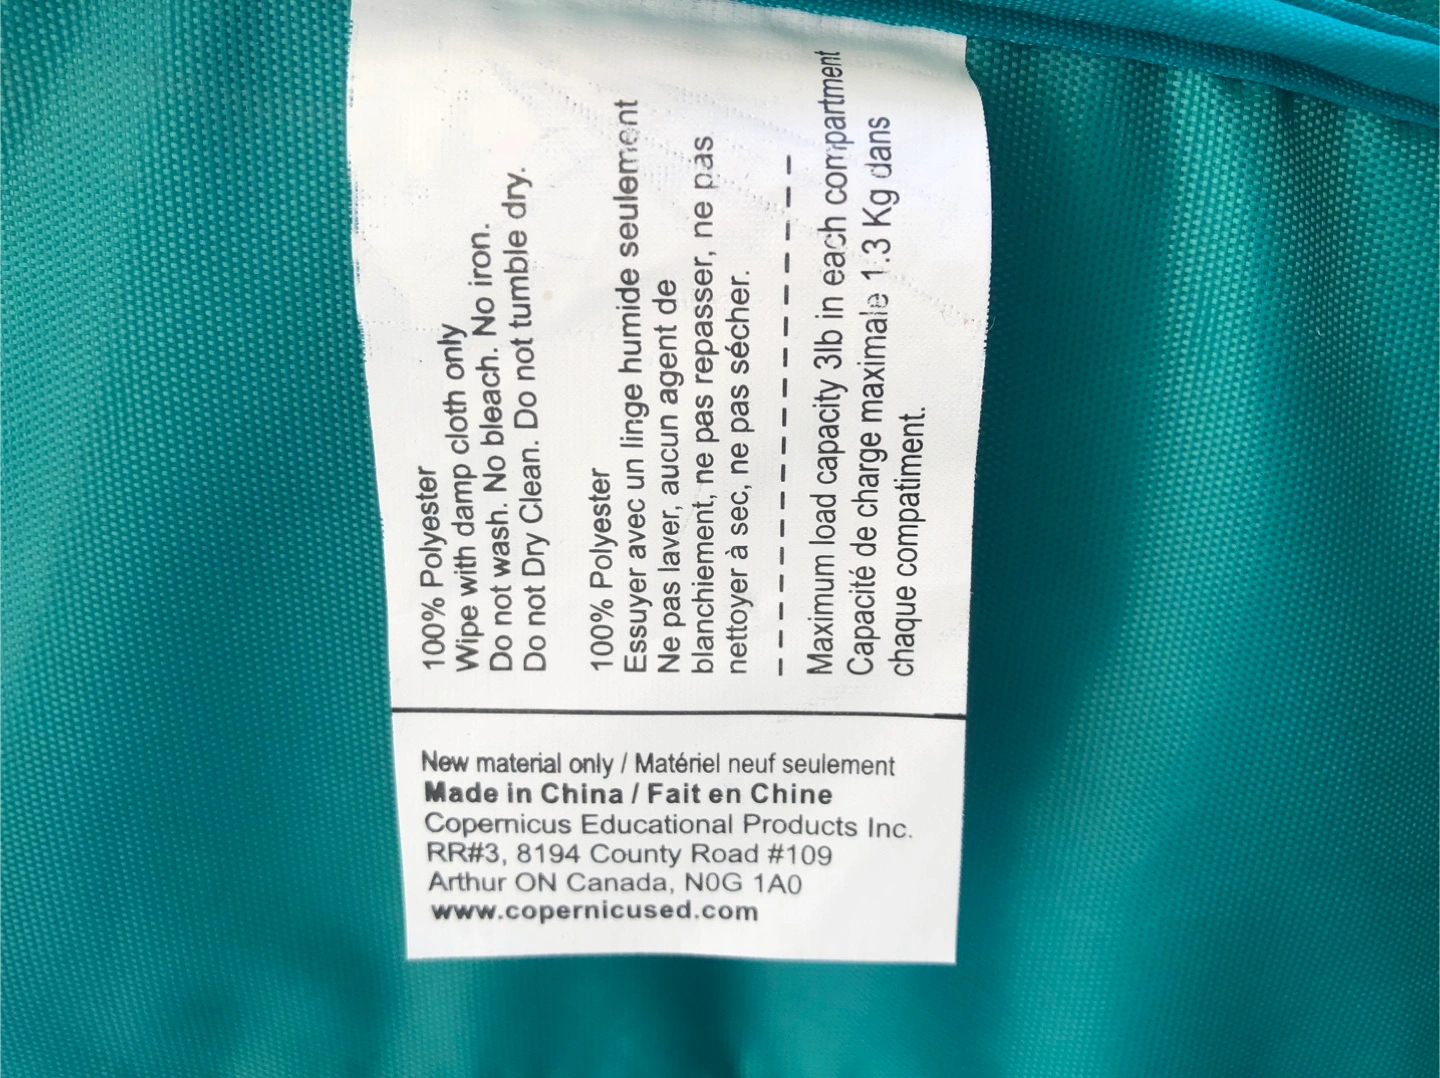 100% Polyester
Wipe with damp cloth only
Do not wash. No bleach. No iron.
Do not Dry Clean. Do not tumble dry.
100% Polyester
Essuyer avec un linge humide seulement
Ne pas laver, aucun agent de
blanchiement, ne pas repasser, ne pas
nettoyer à sec, ne pas sécher.
Maximum load capacity 3lb in each compartment
Capacité de charge maximale 1.3 Kg dans
chaque compatiment.
New material only / Matériel neuf seulement
Made in China / Fait en Chine
Copernicus Educational Products Inc.
RR#3, 8194 County Road #109
Arthur ON Canada, N0G 1A0
www.copernicused.com